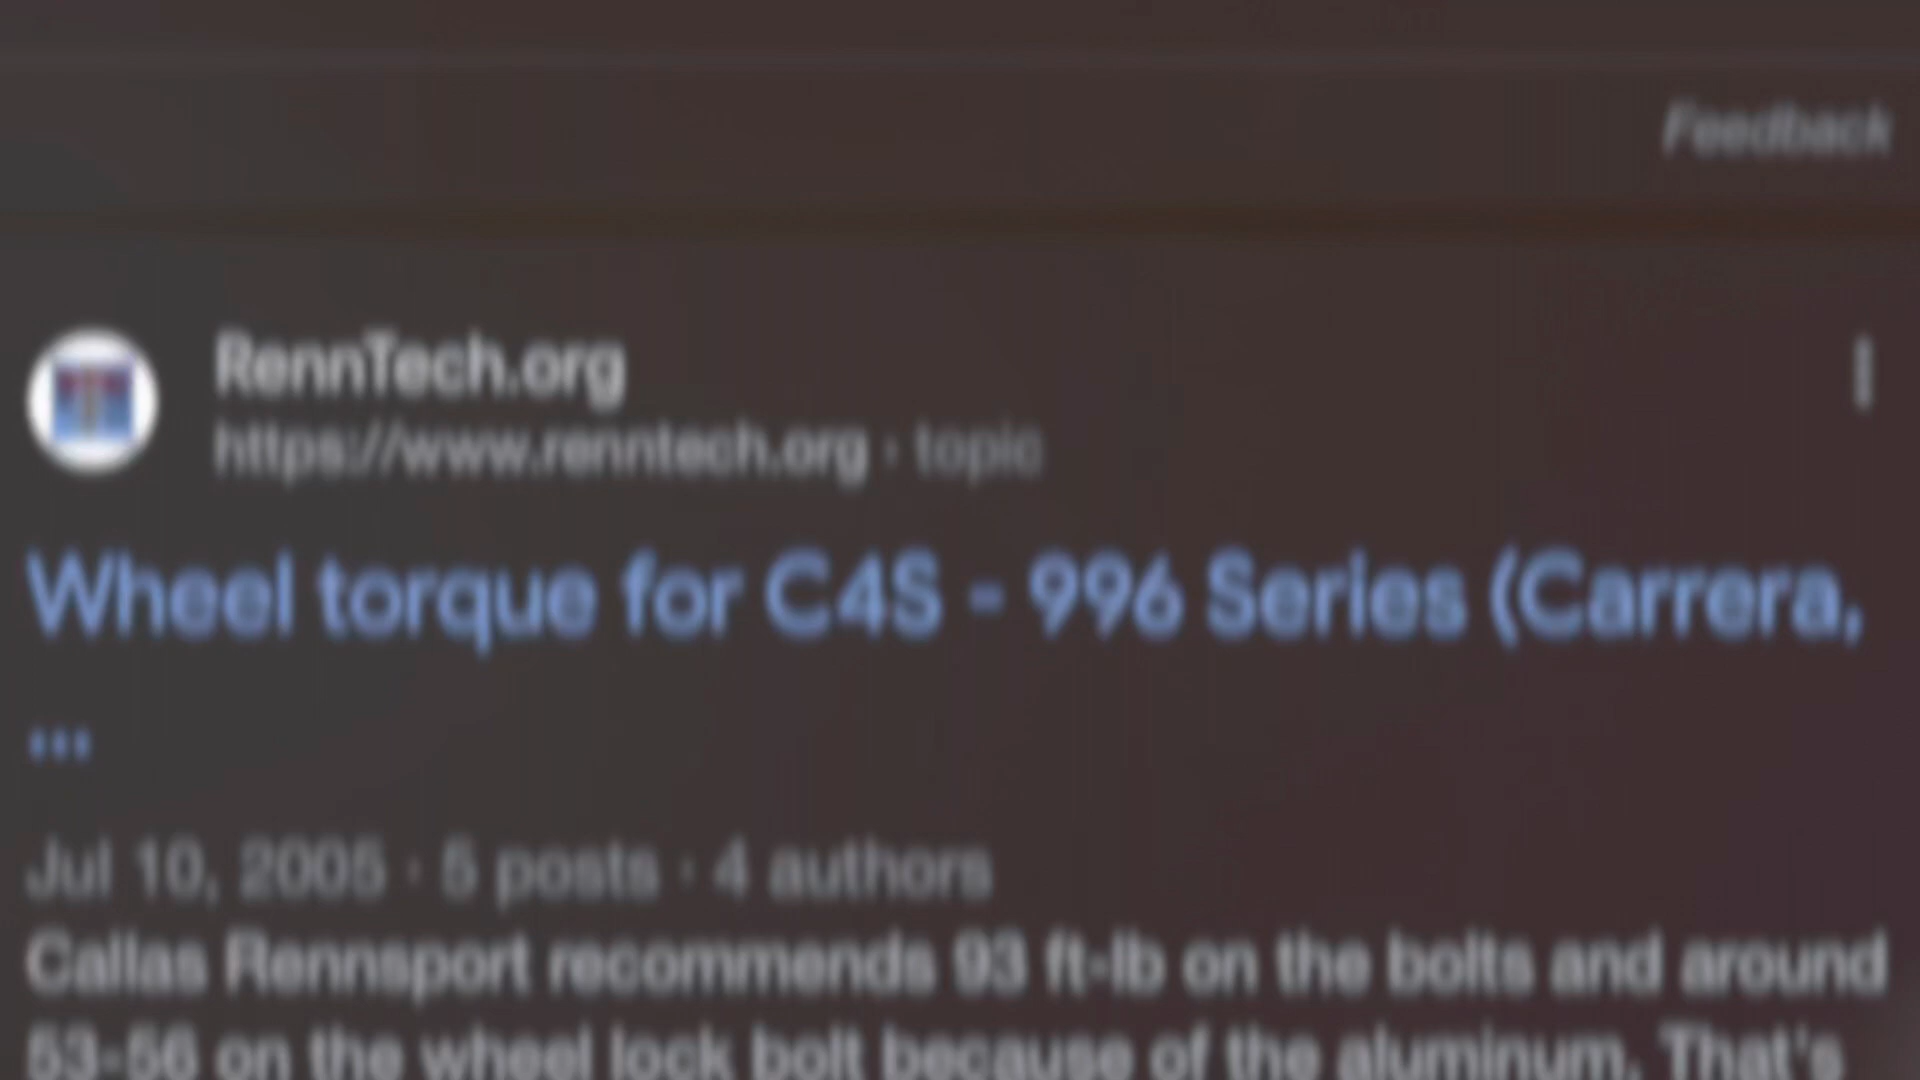 Feedback
RennTech.org
https://www.renntech.org › topic
Wheel torque for C4S - 996 Series (Carrera,
...
Jul 10, 2005 · 5 posts · 4 authors
Callas Rennsport recommends 93 ft-lb on the bolts and around
53-56 on the wheel lock bolt because of the aluminum. That's